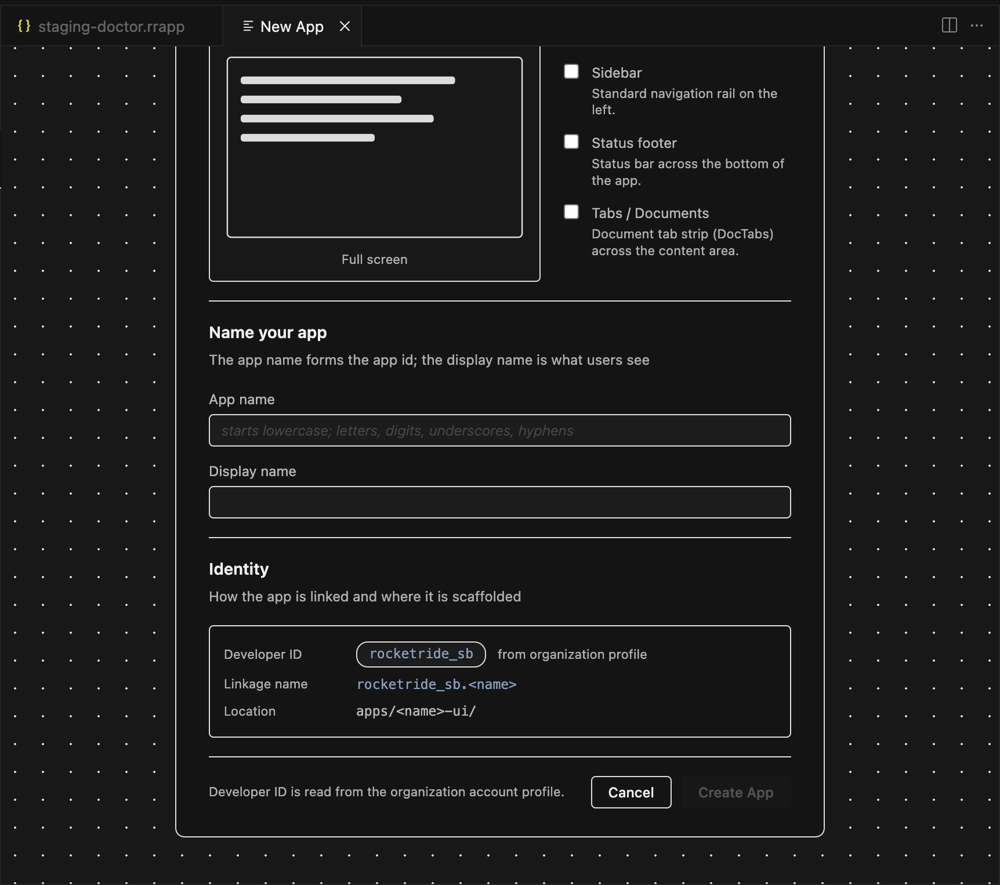 {} staging-doctor.rrapp
New App
Sidebar
Standard navigation rail on the
left.
Status footer
Status bar across the bottom of
the app.
Tabs / Documents
Document tab strip (DocTabs)
across the content area.
Full screen
Name your app
The app name forms the app id; the display name is what users see
App name
starts lowercase; letters, digits, underscores, hyphens
Display name
Identity
How the app is linked and where it is scaffolded
Developer ID rocketride_sb from organization profile
Linkage name rocketride_sb.<name>
Location apps/<name>-ui/
Developer ID is read from the organization account profile. Cancel Create App